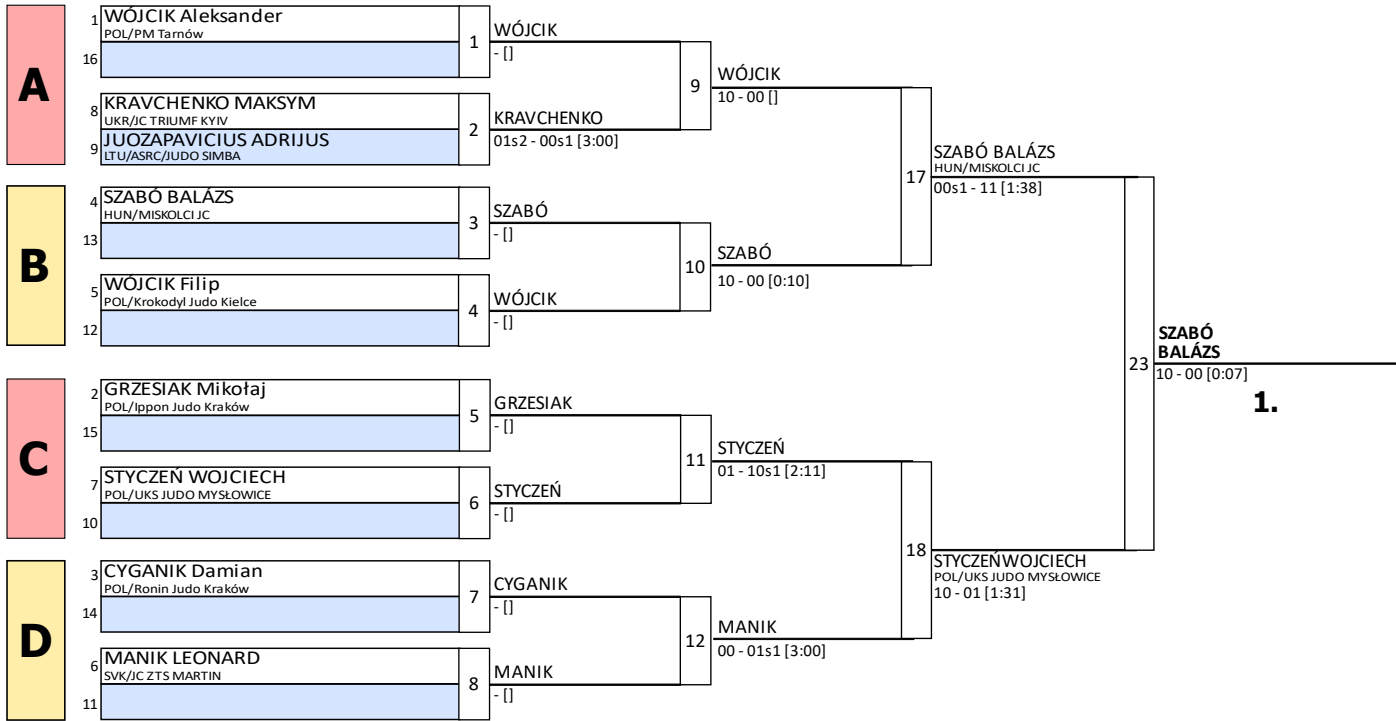 A
1 WÓJCIK Aleksander
POL/PM Tarnów
16
1
WÓJCIK
- []
8 KRAVCHENKO MAKSYM
UKR/JC TRIUMF KYIV
9 JUOZAPAVICIUS ADRIJUS
LTU/ASRC/JUDO SIMBA
2
KRAVCHENKO
01s2 - 00s1 [3:00]
9
WÓJCIK
10 - 00 []
B
4 SZABÓ BALÁZS
HUN/MISKOLCI JC
13
3
SZABÓ
- []
5 WÓJCIK Filip
POL/Krokodyl Judo Kielce
12
4
WÓJCIK
- []
10
SZABÓ
10 - 00 [0:10]
17
SZABÓ BALÁZS
HUN/MISKOLCI JC
00s1 - 11 [1:38]
C
2 GRZESIAK Mikołaj
POL/Ippon Judo Kraków
15
5
GRZESIAK
- []
7 STYCZEŃ WOJCIECH
POL/UKS JUDO MYSŁOWICE
10
6
STYCZEŃ
- []
11
STYCZEŃ
01 - 10s1 [2:11]
D
3 CYGANIK Damian
POL/Ronin Judo Kraków
14
7
CYGANIK
- []
6 MANIK LEONARD
SVK/JC ZTS MARTIN
11
8
MANIK
- []
12
MANIK
00 - 01s1 [3:00]
18
STYCZEŃ WOJCIECH
POL/UKS JUDO MYSŁOWICE
10 - 01 [1:31]
23
SZABÓ
BALÁZS
10 - 00 [0:07]
1.